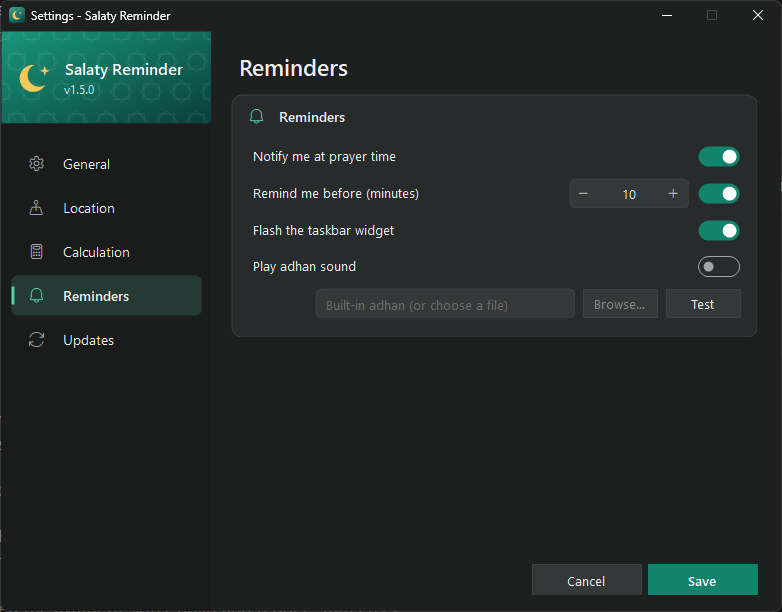 Settings - Salaty Reminder
Salaty Reminder
v1.5.0
General
Location
Calculation
Reminders
Updates
Reminders
Reminders
Notify me at prayer time
Remind me before (minutes)
− 10 +
Flash the taskbar widget
Play adhan sound
Built-in adhan (or choose a file)
Browse...
Test
Cancel
Save